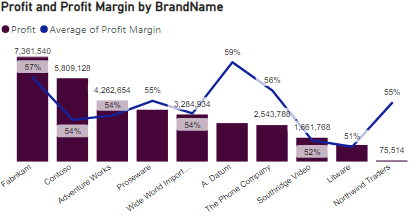 Profit and Profit Margin by BrandName
Profit Average of Profit Margin
7,361,540
57%
5,809,128
54%
4,262,654
54%
55%
3,284,934
54%
59%
56%
2,543,788
1,661,768
52%
51%
55%
75,514
Fabrikam
Contoso
Adventure Works
Proseware
Wide World Import...
A. Datum
The Phone Company
Southridge Video
Litware
Northwind Traders